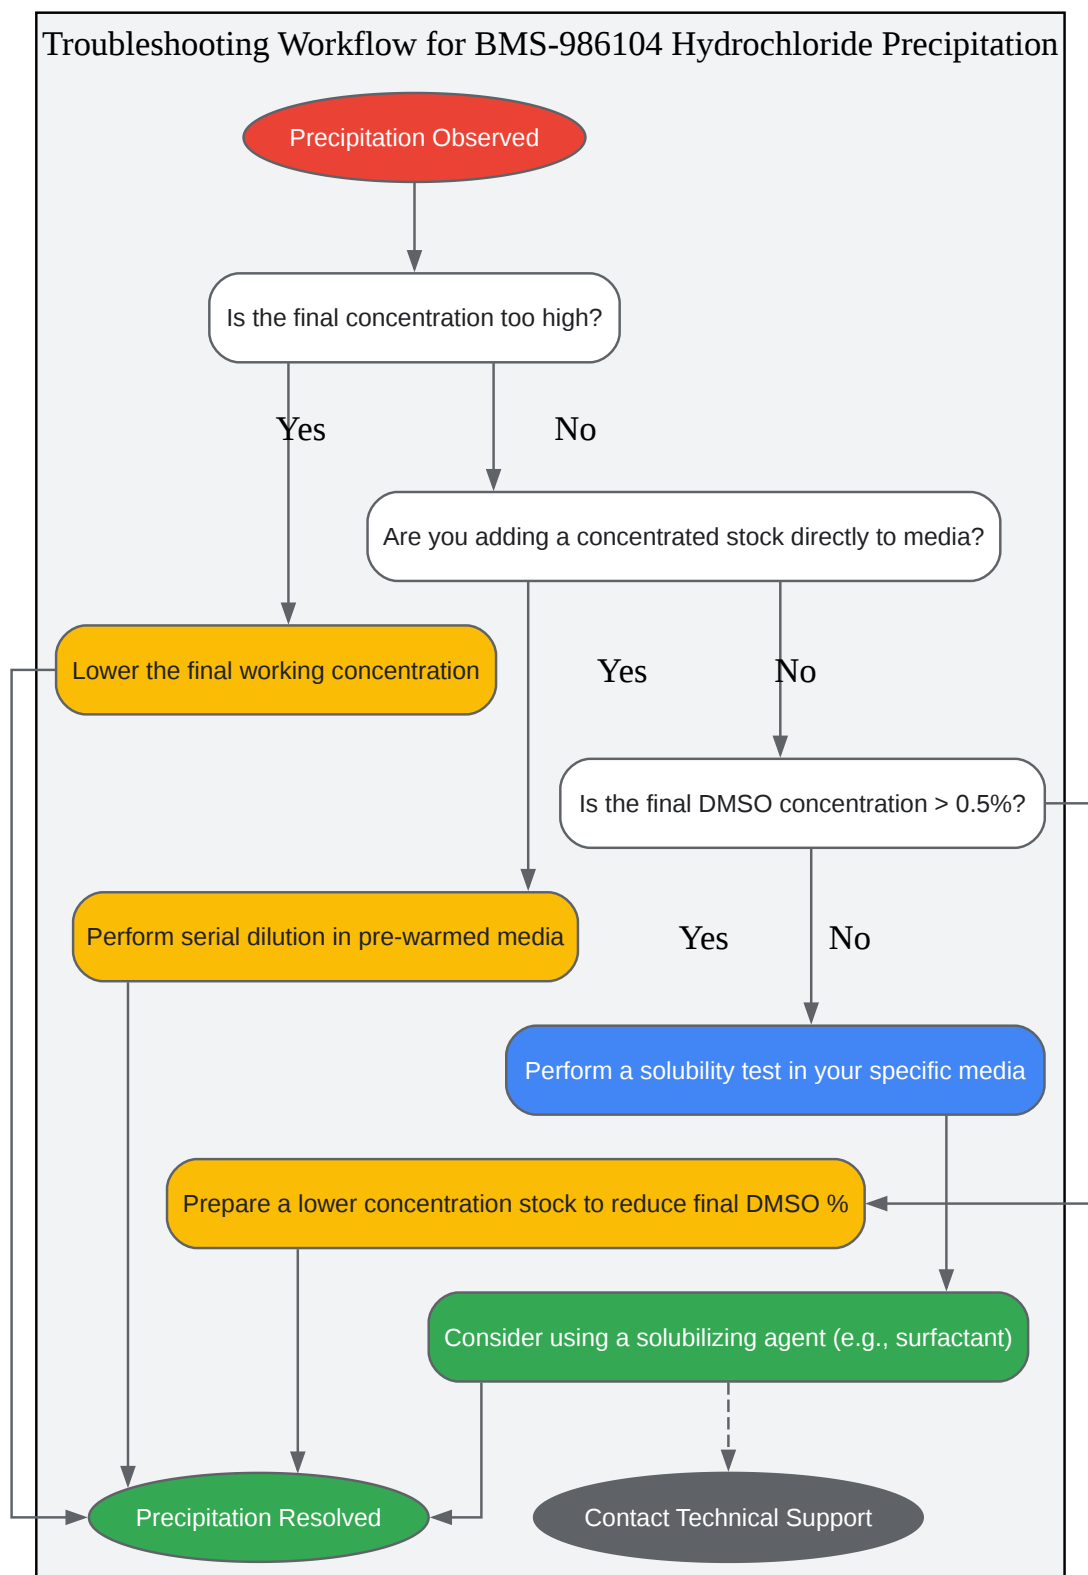 Troubleshooting Workflow for BMS-986104 Hydrochloride Precipitation
Precipitation Observed
Is the final concentration too high?
Yes
No
Are you adding a concentrated stock directly to media?
Lower the final working concentration
Yes
No
Is the final DMSO concentration > 0.5%?
Perform serial dilution in pre-warmed media
Yes
No
Perform a solubility test in your specific media
Prepare a lower concentration stock to reduce final DMSO %
Consider using a solubilizing agent (e.g., surfactant)
Precipitation Resolved
Contact Technical Support